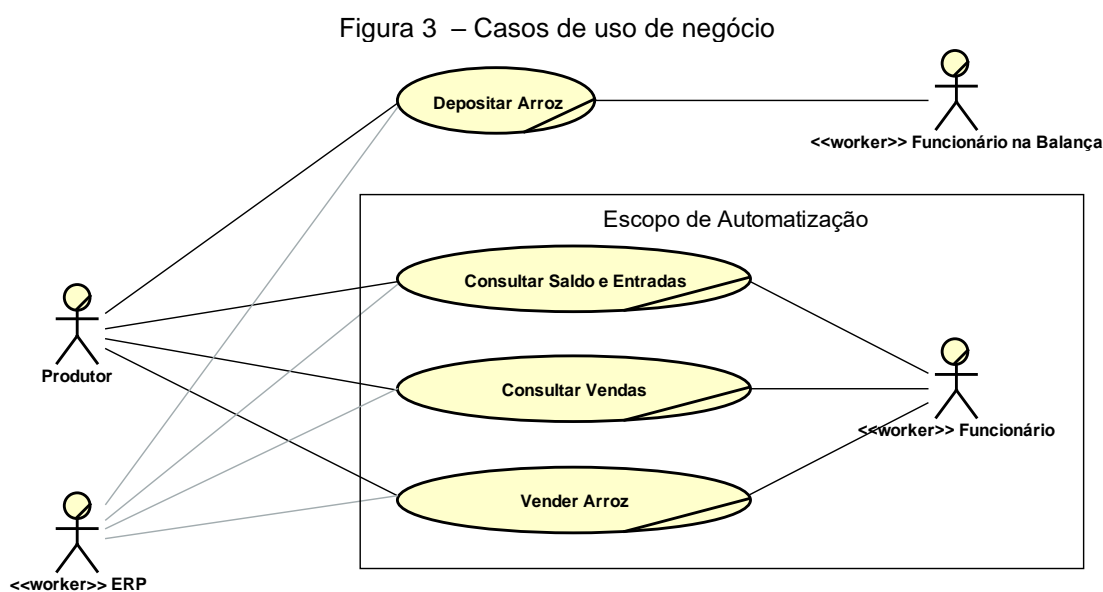 Figura 3 – Casos de uso de negócio
Depositar Arroz
<<worker>> Funcionário na Balança
Escopo de Automatização
Consultar Saldo e Entradas
Produtor
Consultar Vendas
<<worker>> Funcionário
Vender Arroz
<<worker>> ERP